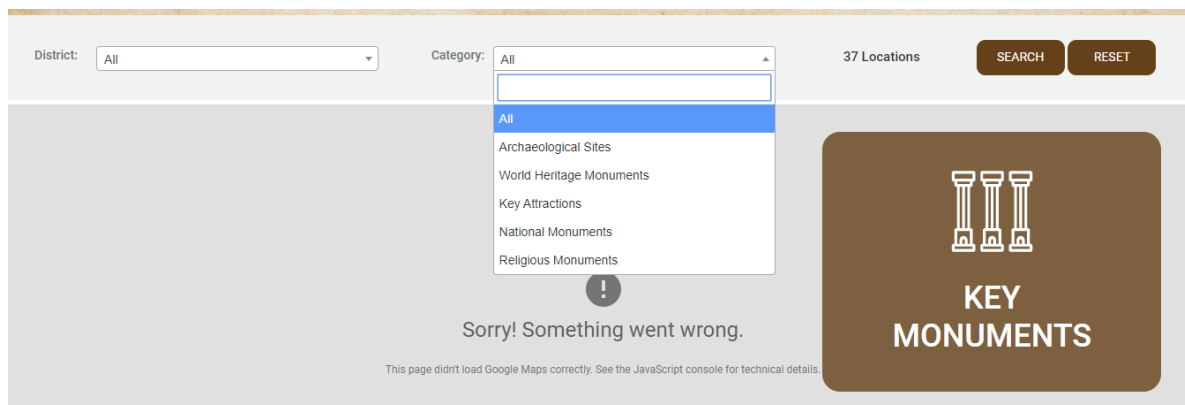 District:
All
Category:
All
37 Locations
SEARCH
RESET
All
Archaeological Sites
World Heritage Monuments
Key Attractions
National Monuments
Religious Monuments
!
Sorry! Something went wrong.
This page didn't load Google Maps correctly. See the JavaScript console for technical details.
KEY
MONUMENTS